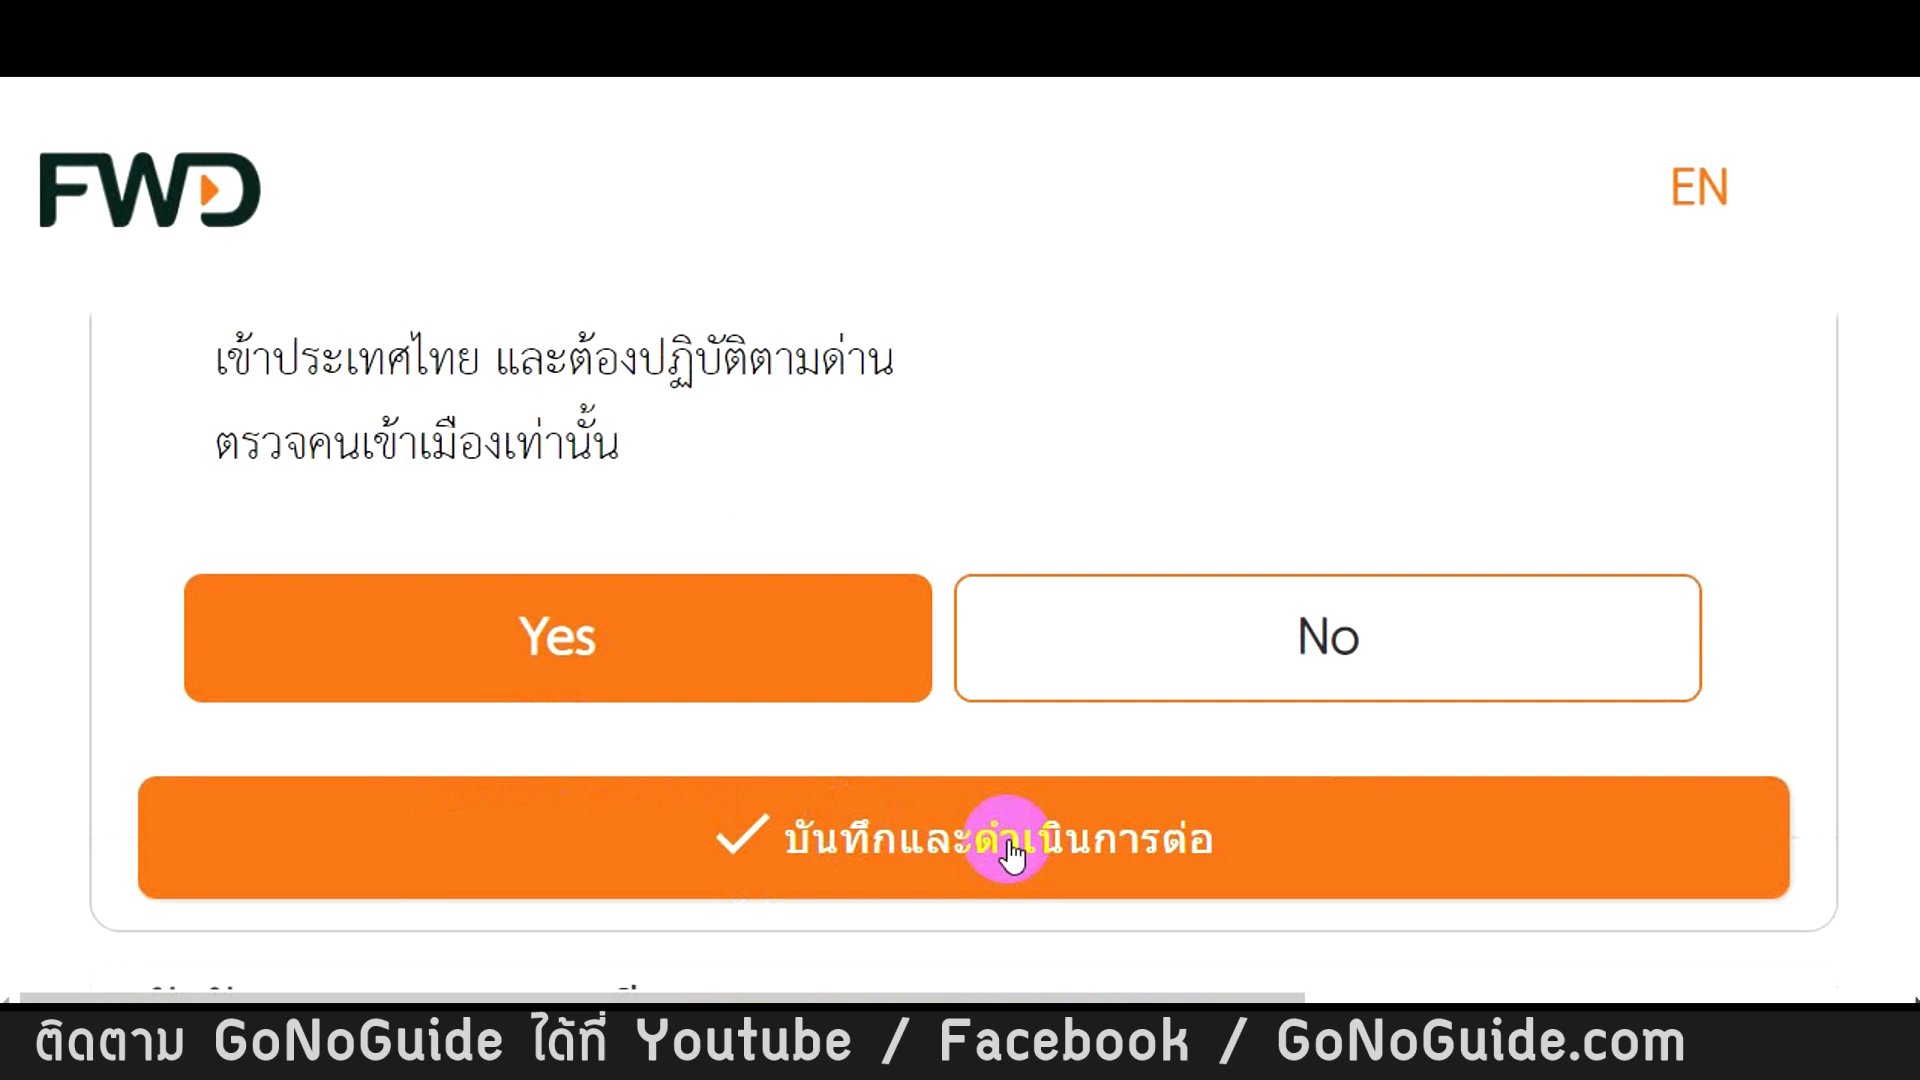 FWD
EN
เข้าประเทศไทย และต้องปฏิบัติตามด่าน
ตรวจคนเข้าเมืองเท่านั้น
Yes
No
บันทึกและดำเนินการต่อ
ติดตาม GoNoGuide ได้ที่ Youtube / Facebook / GoNoGuide.com